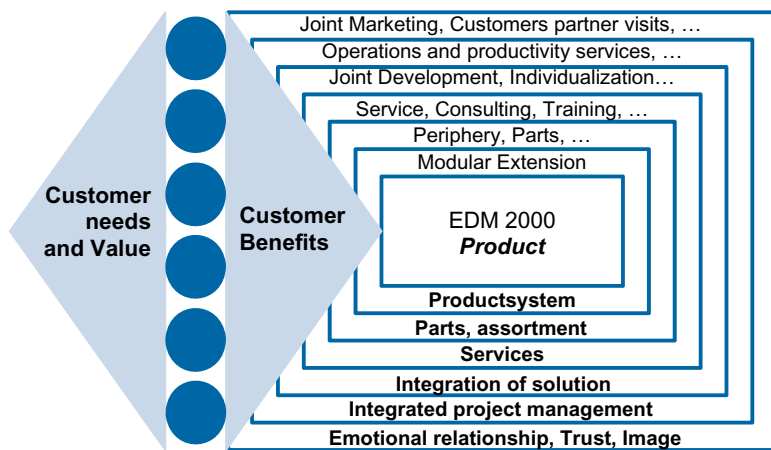 Joint Marketing, Customers partner visits, …
Operations and productivity services, …
Joint Development, Individualization…
Service, Consulting, Training, …
Periphery, Parts, …
Modular Extension
Customer
needs
and Value
Customer
Benefits
EDM 2000
Product
Productsystem
Parts, assortment
Services
Integration of solution
Integrated project management
Emotional relationship, Trust, Image